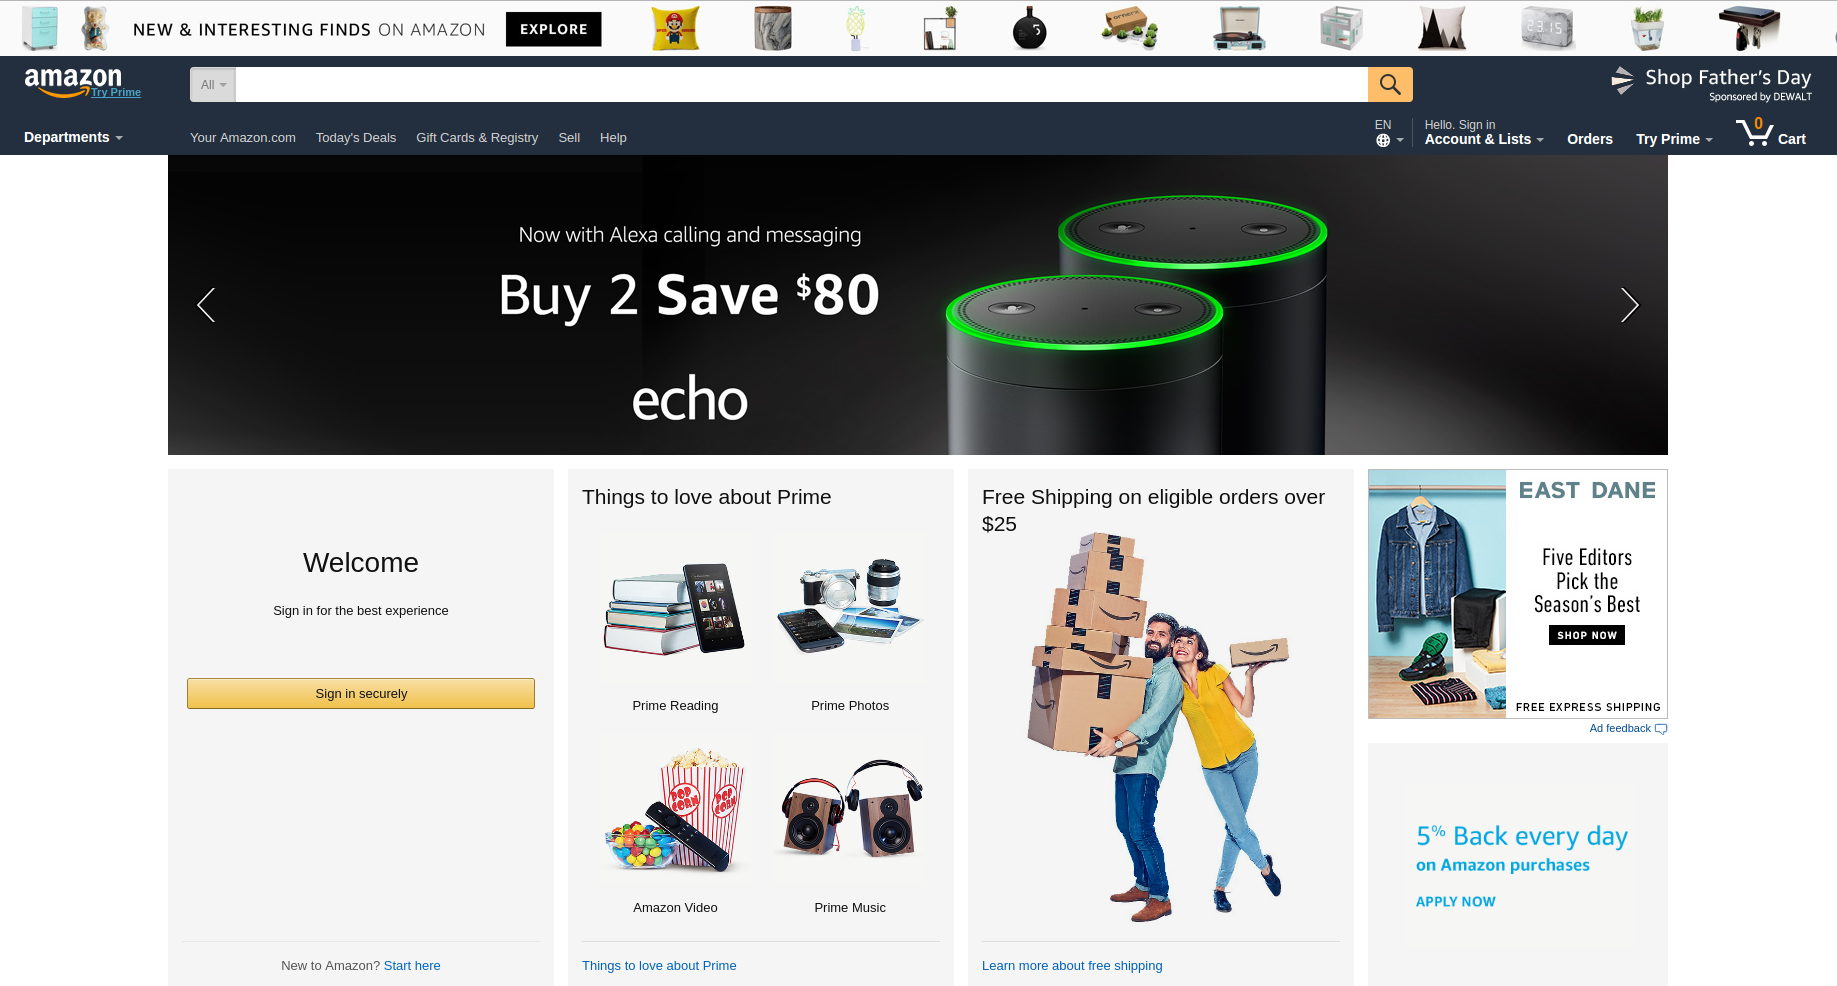 NEW & INTERESTING FINDS ON AMAZON
EXPLORE
amazon
Try Prime
All
Shop Father's Day
Sponsored by DEWALT
Departments
Your Amazon.com
Today's Deals
Gift Cards & Registry
Sell
Help
EN
Hello. Sign in
Account & Lists
Orders
Try Prime
0
Cart
Now with Alexa calling and messaging
Buy 2 Save $80
echo
Welcome
Sign in for the best experience
Sign in securely
New to Amazon? Start here
Things to love about Prime
Prime Reading
Prime Photos
POP CORN
POP CORN
Amazon Video
Prime Music
Things to love about Prime
Free Shipping on eligible orders over
$25
Learn more about free shipping
EAST DANE
Five Editors
Pick the
Season's Best
SHOP NOW
FREE EXPRESS SHIPPING
Ad feedback
5% Back every day
on Amazon purchases
APPLY NOW